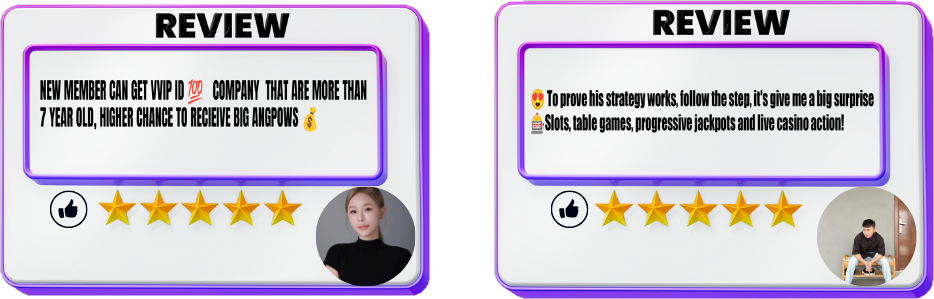 REVIEW
NEW MEMBER CAN GET VVIP ID 💯 COMPANY THAT ARE MORE THAN
7 YEAR OLD, HIGHER CHANCE TO RECIEIVE BIG ANGPOWS 💰
REVIEW
😍 To prove his strategy works, follow the step, it's give me a big surprise
🎰Slots, table games, progressive jackpots and live casino action!